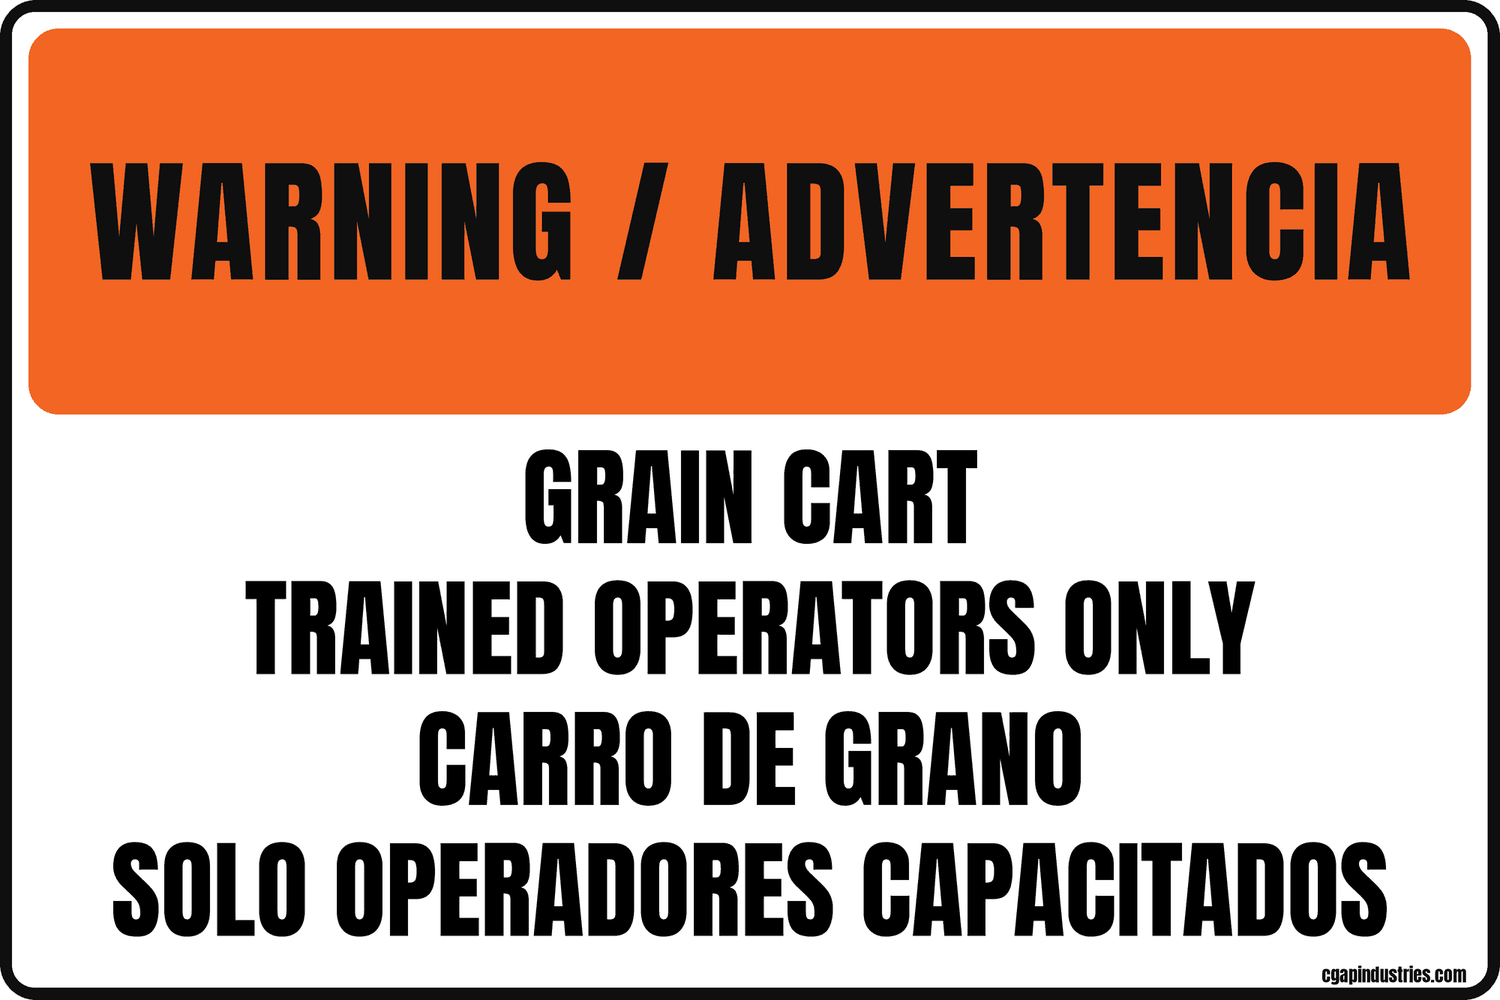 WARNING / ADVERTENCIA
GRAIN CART
TRAINED OPERATORS ONLY
CARRO DE GRANO
SOLO OPERADORES CAPACITADOS
cgapindustries.com